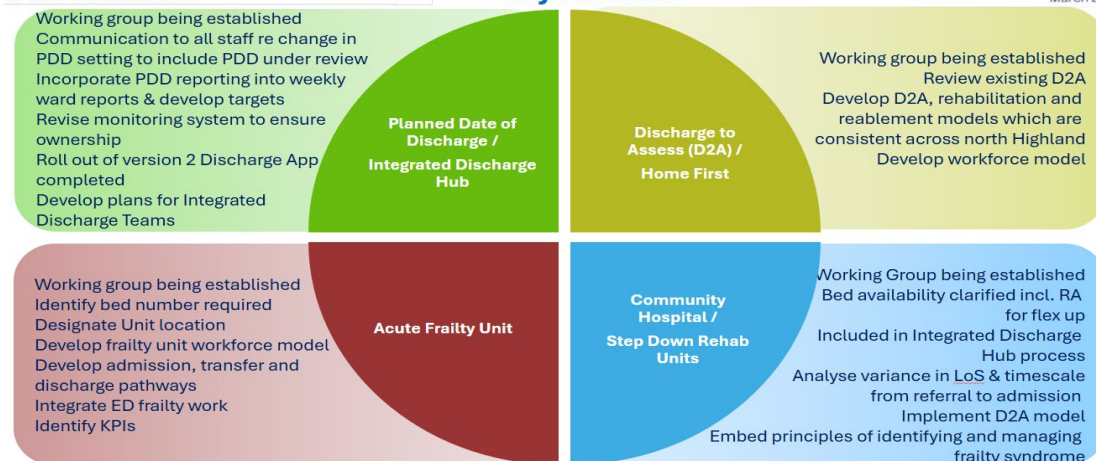 Working group being established
Communication to all staff re change in
PDD setting to include PDD under review
Incorporate PDD reporting into weekly
ward reports & develop targets
Revise monitoring system to ensure
ownership
Roll out of version 2 Discharge App
completed
Develop plans for Integrated
Discharge Teams
Planned Date of
Discharge /
Integrated Discharge
Hub
Discharge to
Assess (D2A) /
Home First
Working group being established
Review existing D2A
Develop D2A, rehabilitation and
reablement models which are
consistent across north Highland
Develop workforce model
Working group being established
Identify bed number required
Designate Unit location
Develop frailty unit workforce model
Develop admission, transfer and
discharge pathways
Integrate ED frailty work
Identify KPIs
Acute Frailty Unit
Community
Hospital /
Step Down Rehab
Units
Working Group being established
Bed availability clarified incl. RA
for flex up
Included in Integrated Discharge
Hub process
Analyse variance in LoS & timescale
from referral to admission
Implement D2A model
Embed principles of identifying and managing
frailty syndrome